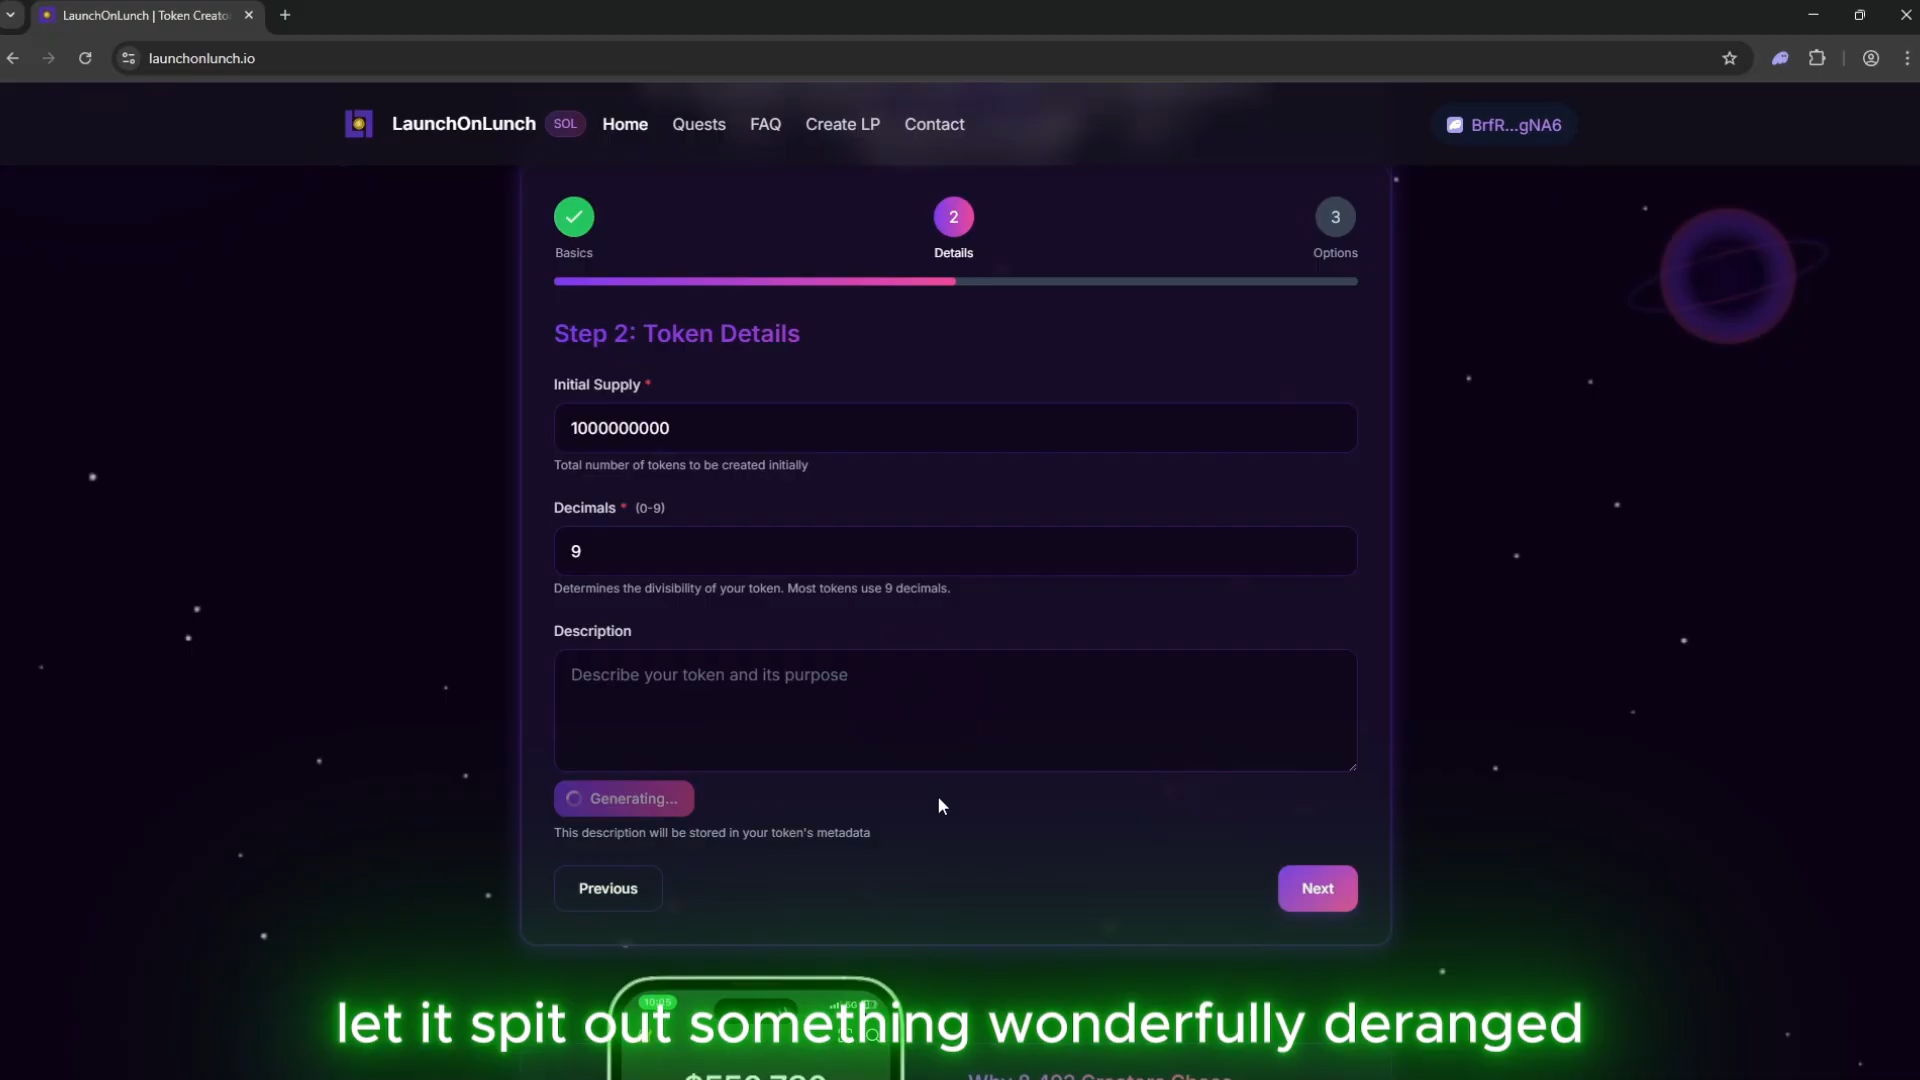 LaunchOnLunch | Token Creato
launchonlunch.io
LaunchOnLunch SOL Home Quests FAQ Create LP Contact BrfR...gNA6
2 3
Basics Details Options
Step 2: Token Details
Initial Supply *
1000000000
Total number of tokens to be created initially
Decimals * (0-9)
9
Determines the divisibility of your token. Most tokens use 9 decimals.
Description
Describe your token and its purpose
Generating...
This description will be stored in your token's metadata
Previous Next
10:05 5G
let it spit out something wonderfully deranged